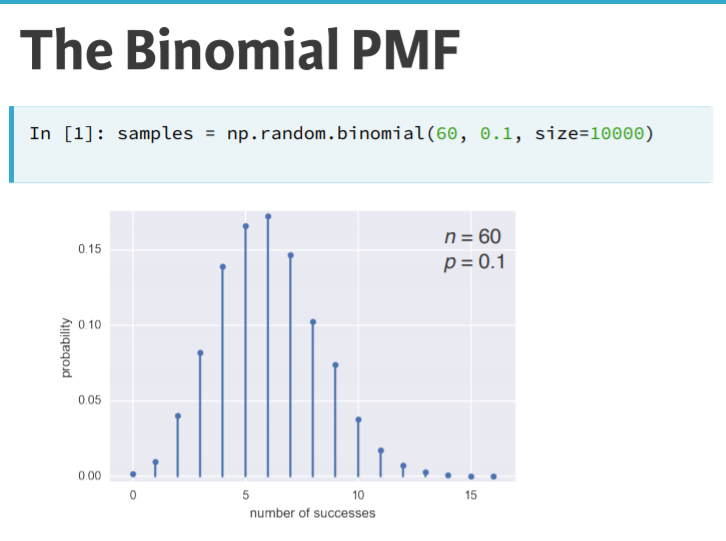 The Binomial PMF
In [1]: samples = np.random.binomial(60, 0.1, size=10000)
n = 60
p = 0.1
0.15
0.10
0.05
0.00
probability
0 5 10 15
number of successes